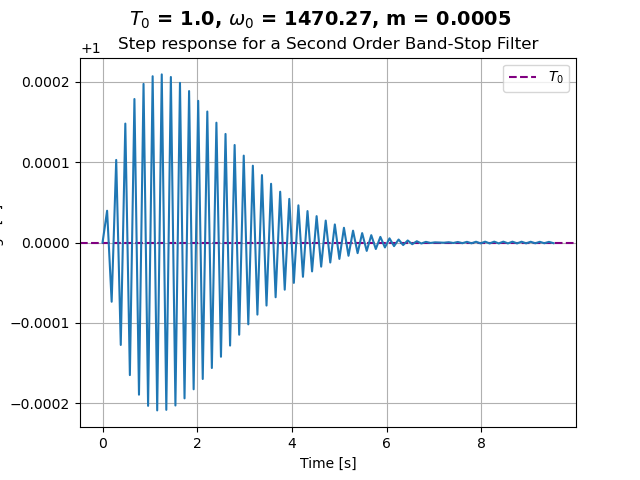 T₀ = 1.0, ω₀ = 1470.27, m = 0.0005
Step response for a Second Order Band-Stop Filter
+1
T₀
0.0002
0.0001
0.0000
−0.0001
−0.0002
0 2 4 6 8
Time [s]